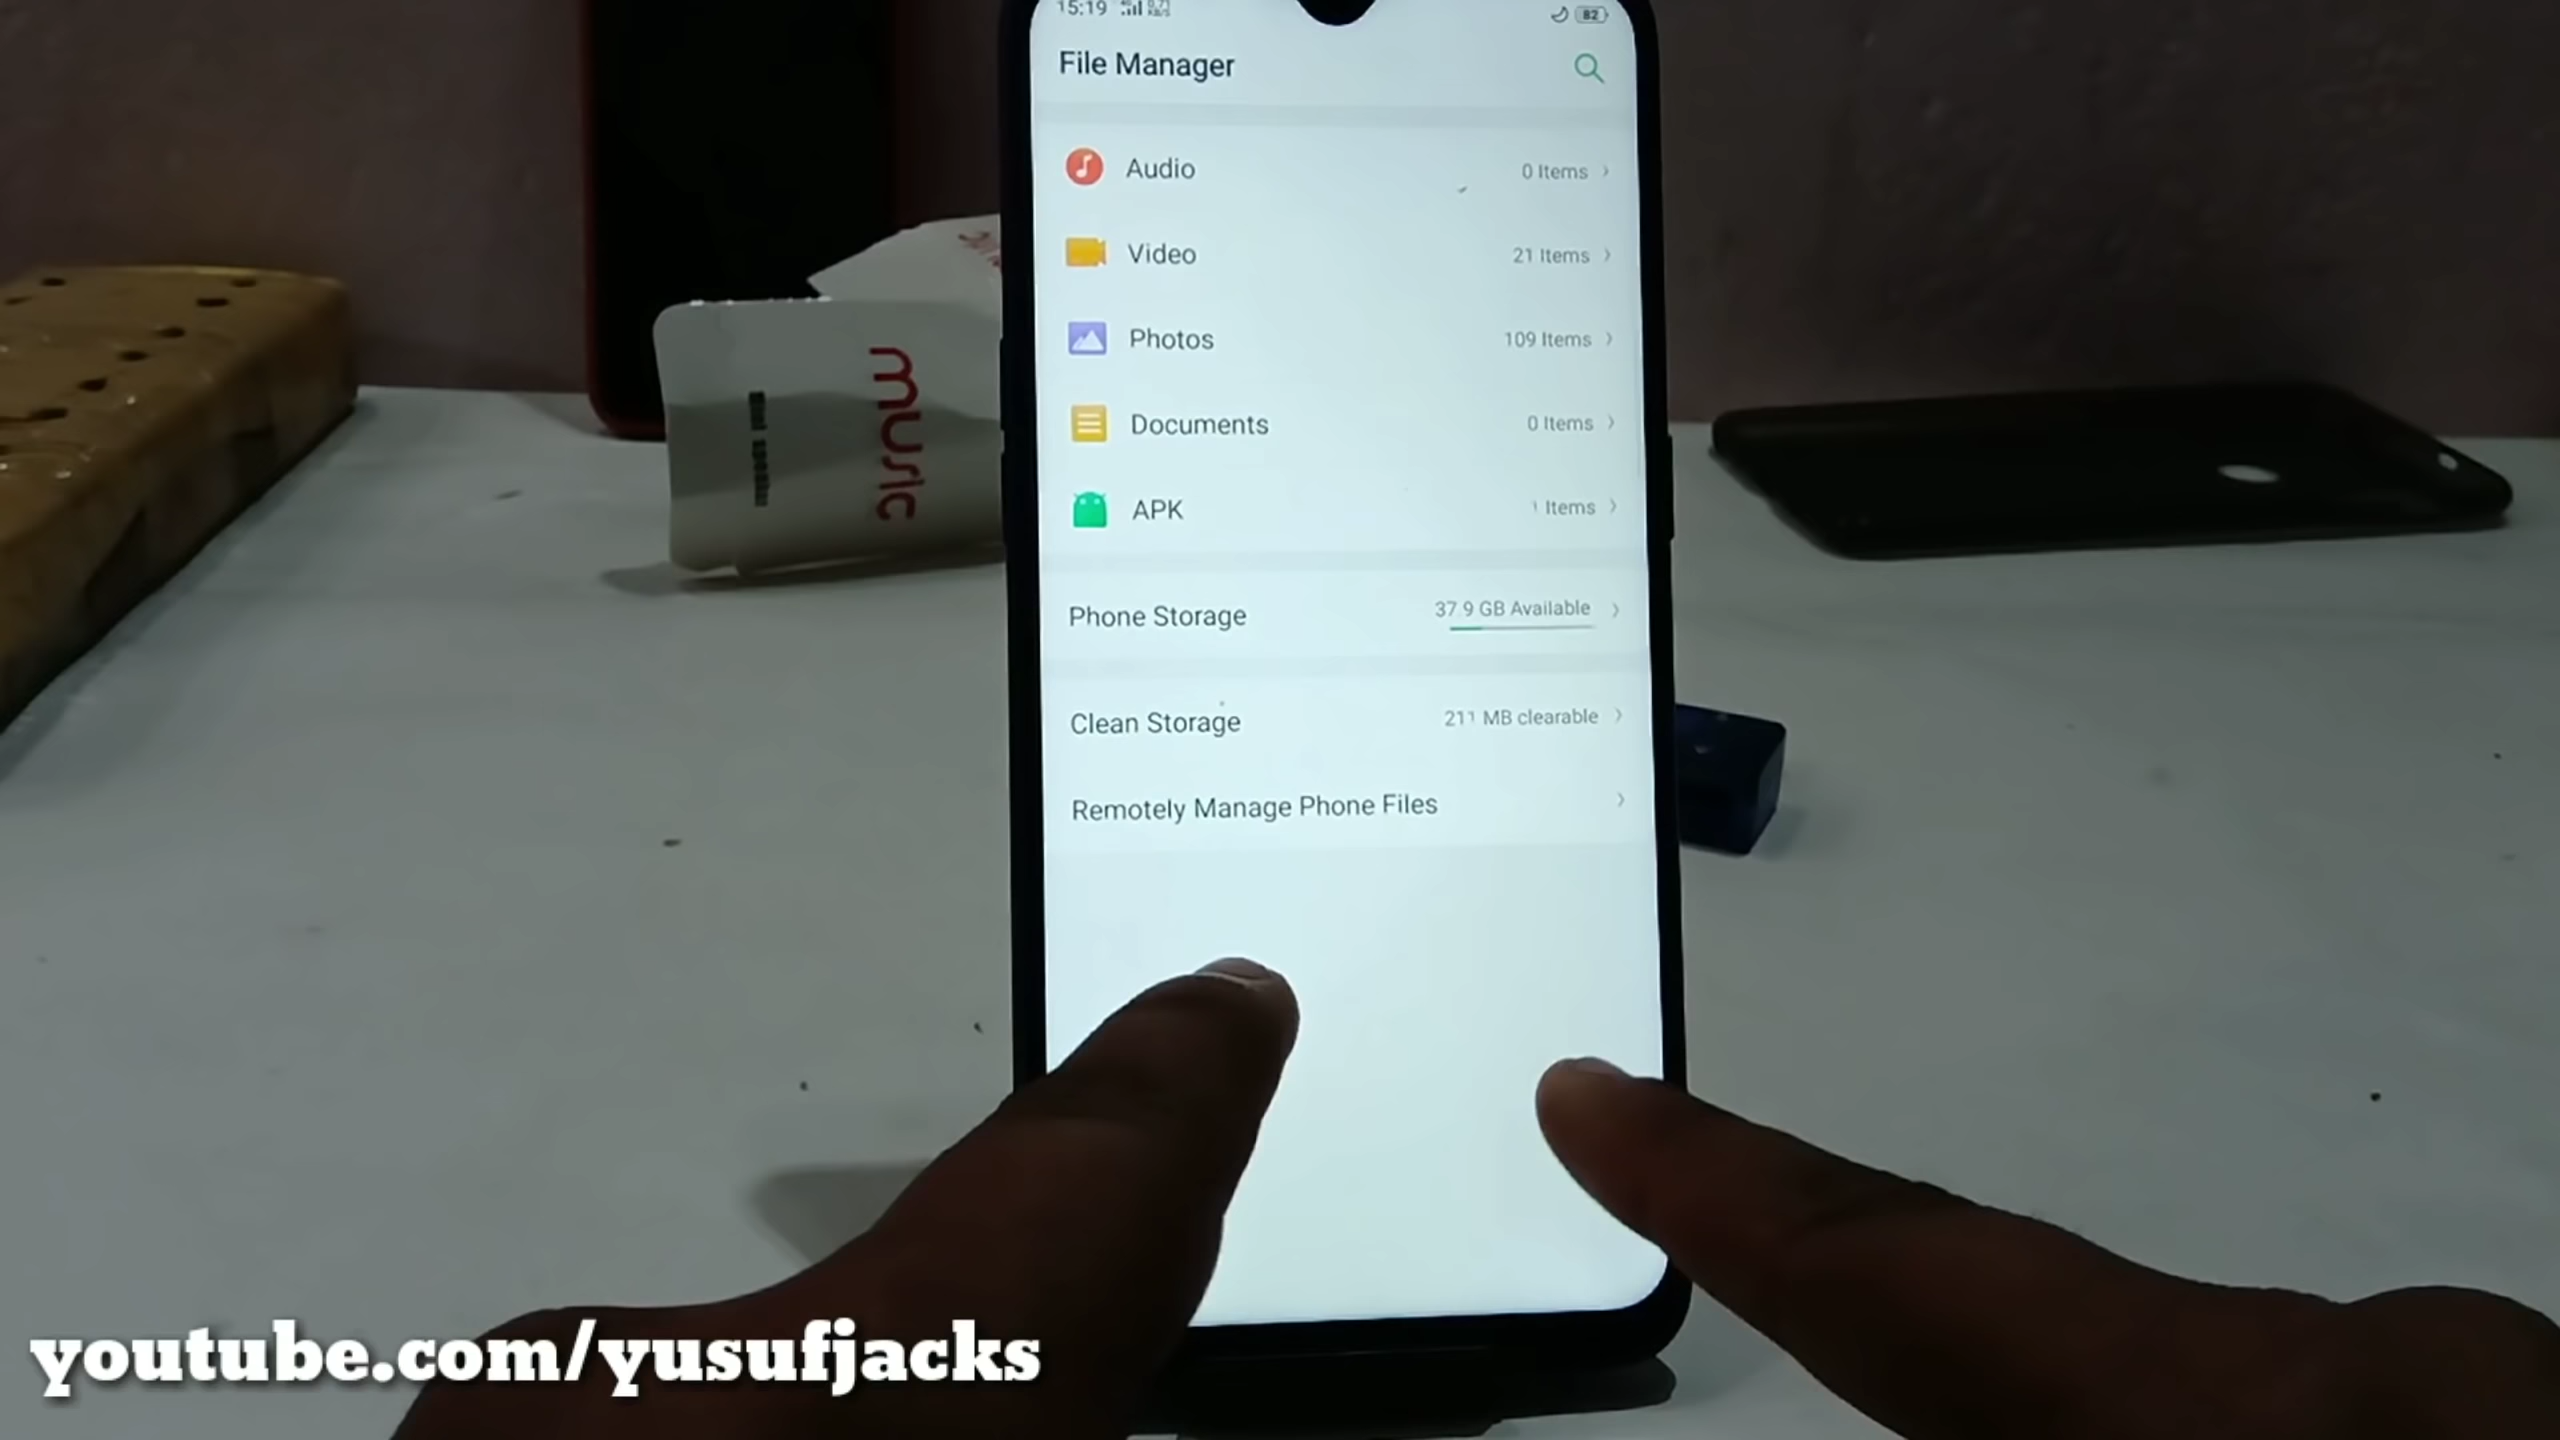 15:19
82
File Manager
Audio
0 Items
Video
21 Items
Photos
109 Items
Documents
0 Items
APK
1 Items
Phone Storage
37.9 GB Available
Clean Storage
211 MB clearable
Remotely Manage Phone Files
music
youtube.com/yusufjacks